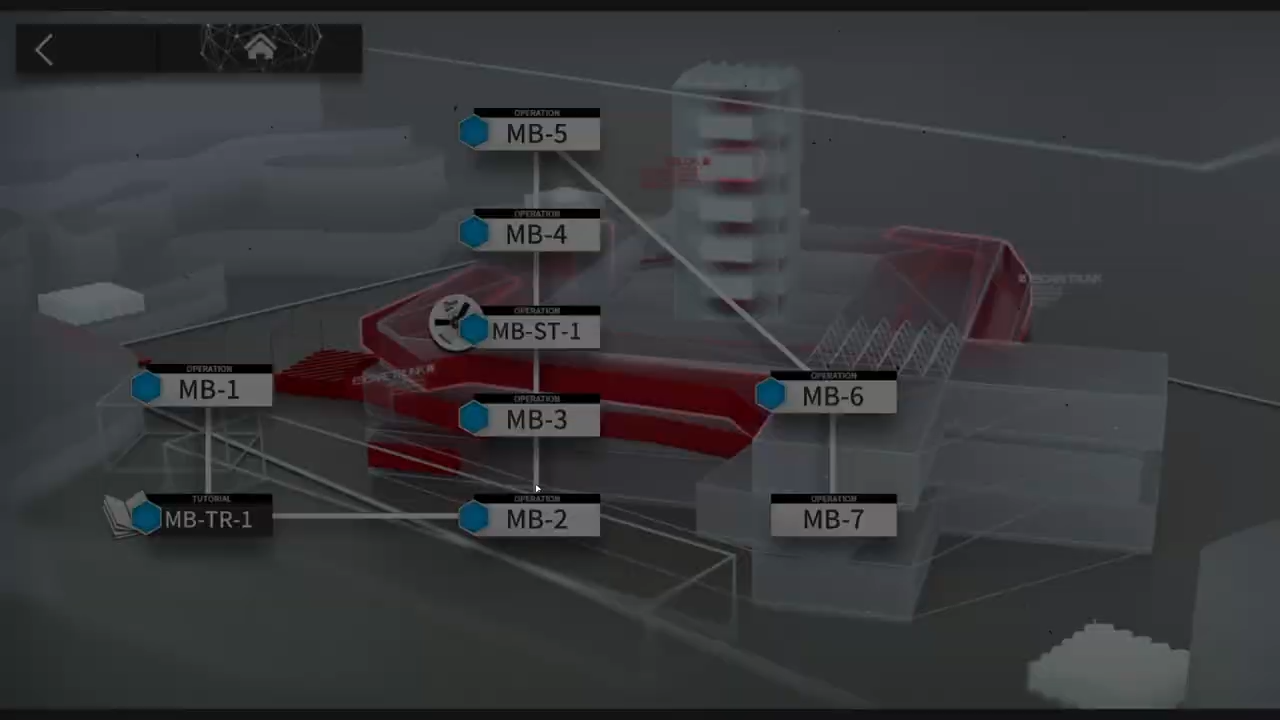 OPERATION
MB-5
OPERATION
MB-4
OPERATION
MB-ST-1
OPERATION
MB-1
OPERATION
MB-6
OPERATION
MB-3
TUTORIAL
MB-TR-1
OPERATION
MB-2
OPERATION
MB-7